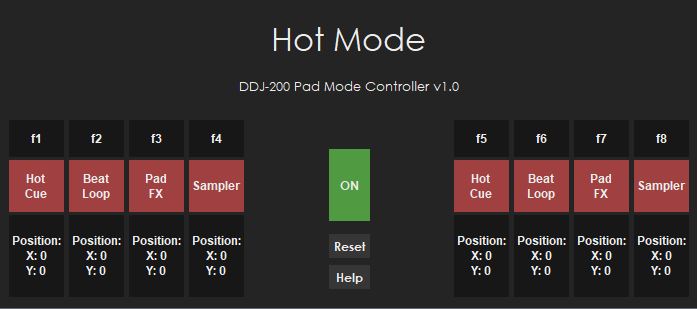 Hot Mode
DDJ-200 Pad Mode Controller v1.0
f1 f2 f3 f4 f5 f6 f7 f8
Hot Beat Pad Sampler ON Hot Beat Pad Sampler
Cue Loop FX Cue Loop FX
Position: Position: Position: Position: Reset Position: Position: Position: Position:
X: 0 X: 0 X: 0 X: 0 X: 0 X: 0 X: 0 X: 0
Y: 0 Y: 0 Y: 0 Y: 0 Help Y: 0 Y: 0 Y: 0 Y: 0